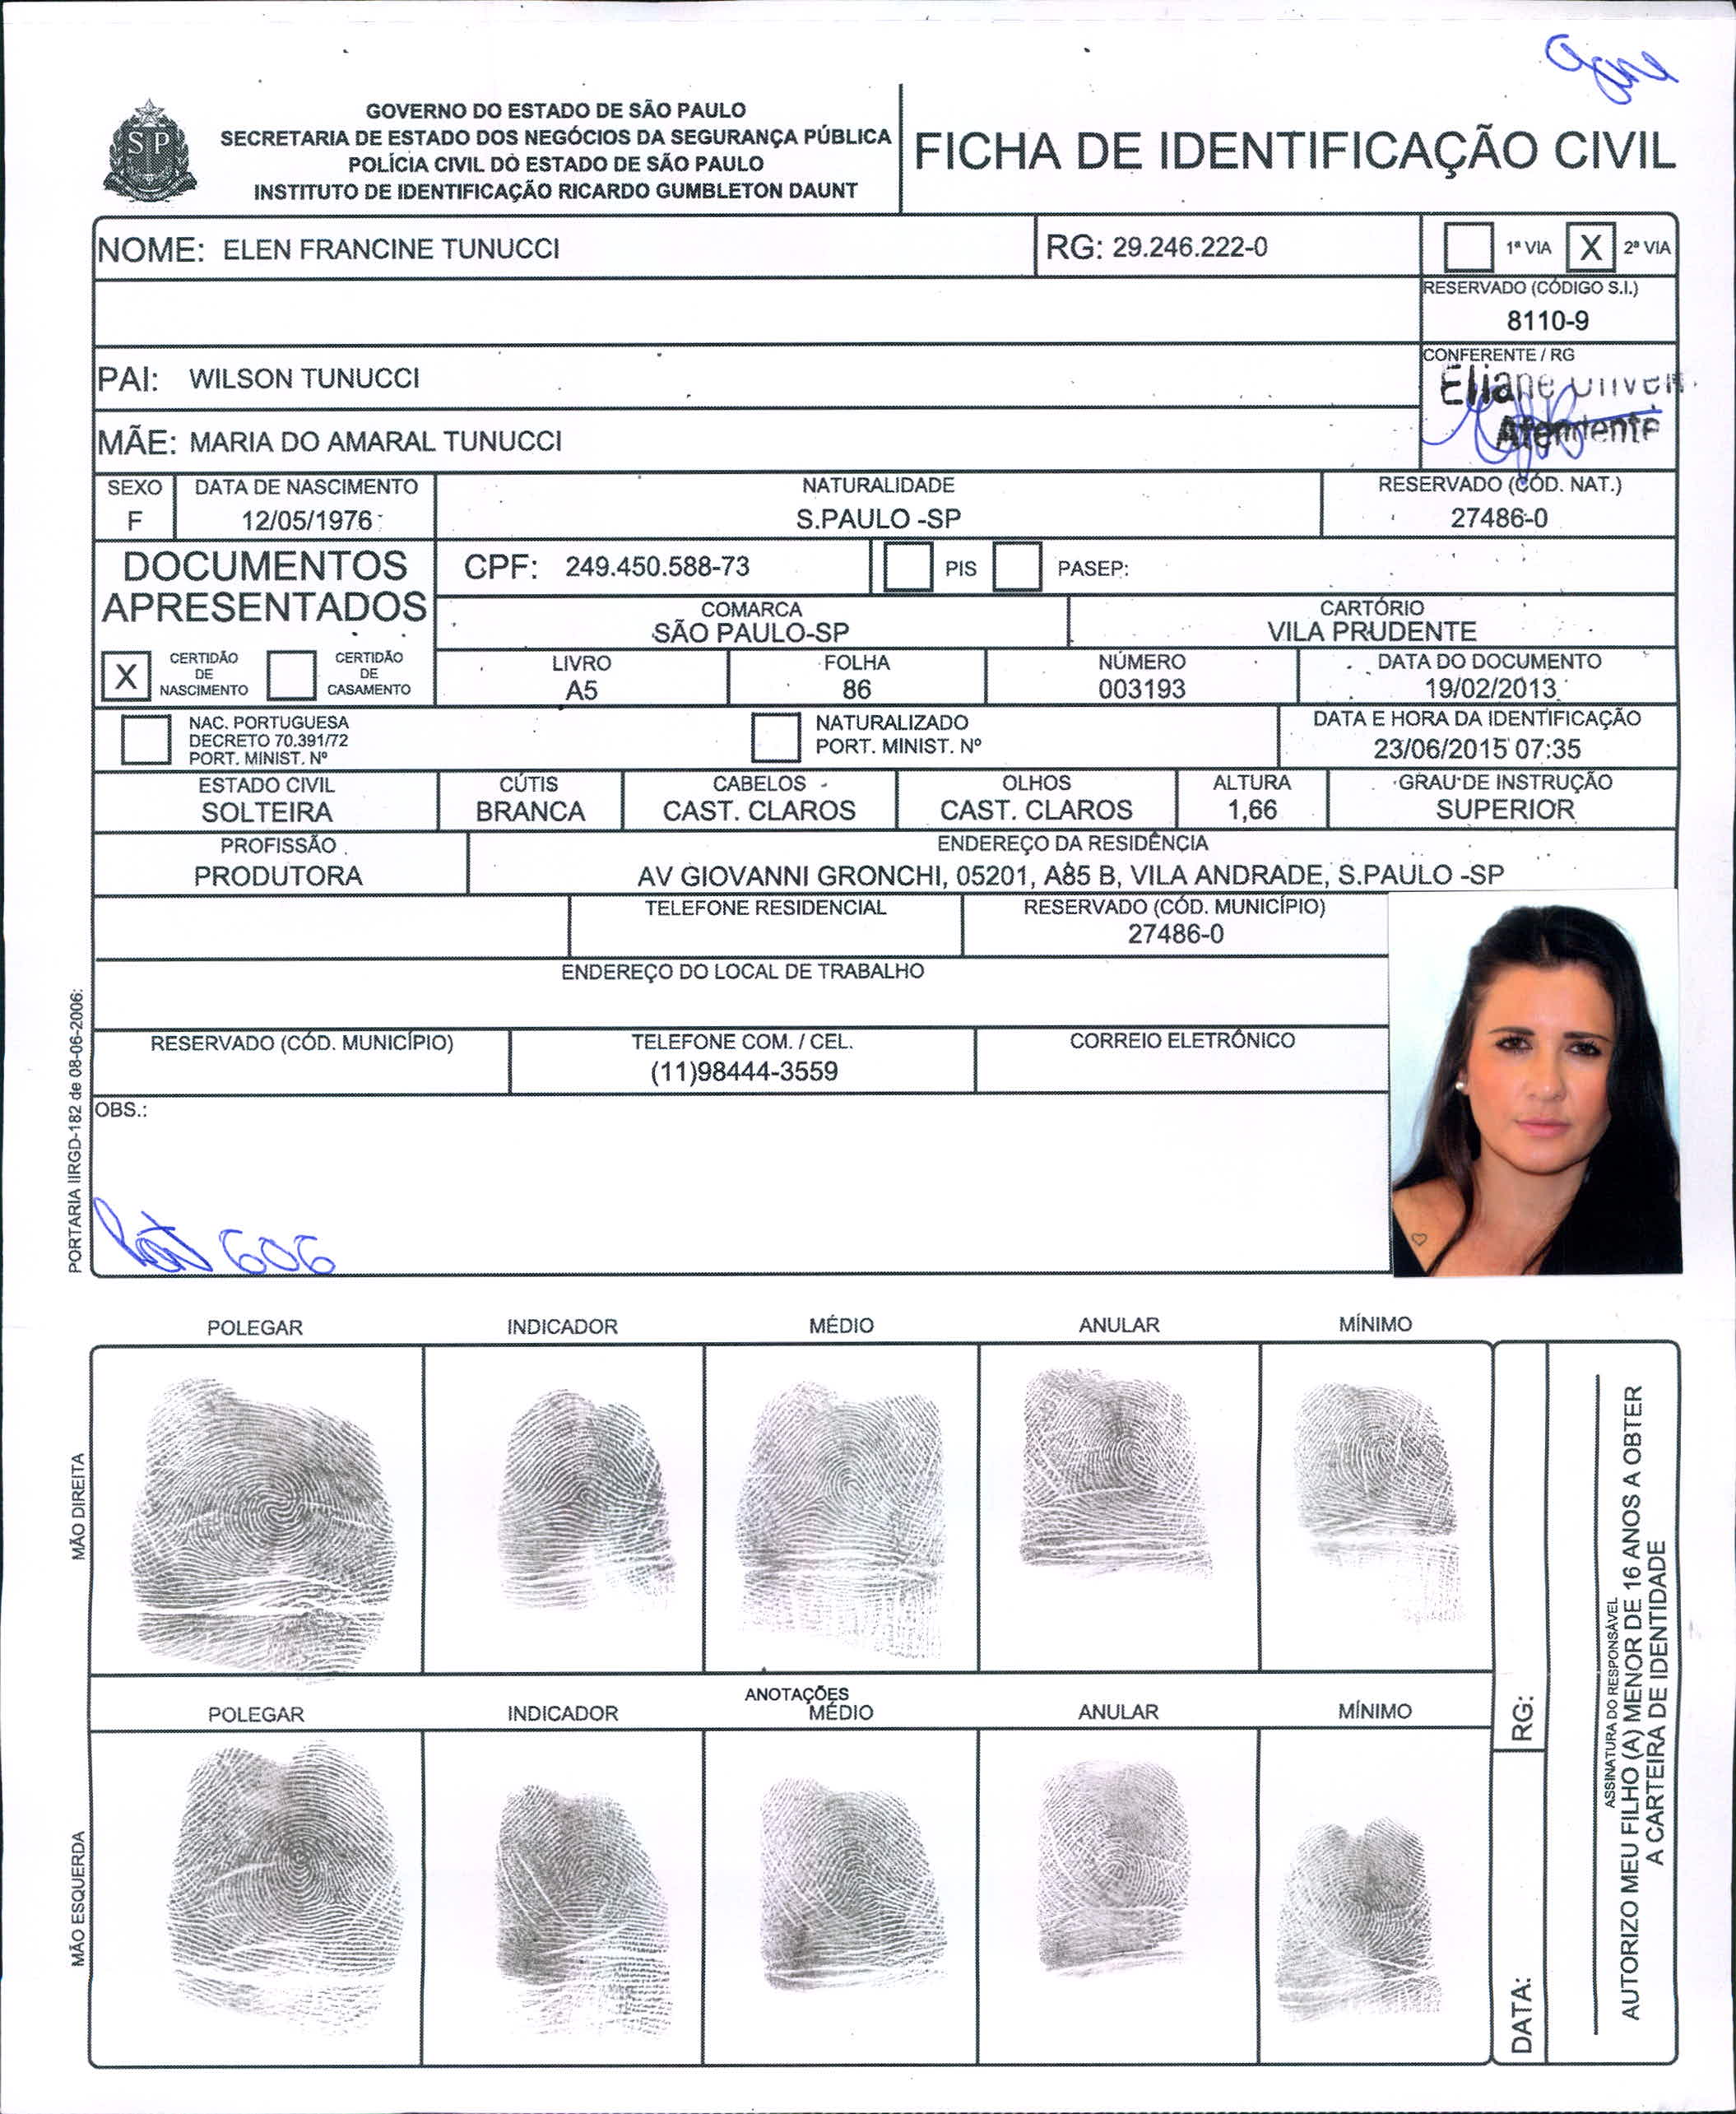 GOVERNO DO ESTADO DE SÃO PAULO
SECRETARIA DE ESTADO DOS NEGÓCIOS DA SEGURANÇA PÚBLICA
POLÍCIA CIVIL DO ESTADO DE SÃO PAULO
INSTITUTO DE IDENTIFICAÇÃO RICARDO GUMBLETON DAUNT
SP
FICHA DE IDENTIFICAÇÃO CIVIL
NOME: ELEN FRANCINE TUNUCCI
RG: 29.246.222-0
1ª VIA X 2ª VIA
RESERVADO (CÓDIGO S.I.)
8110-9
CONFERENTE / RG
Eliane
Atendente
PAI: WILSON TUNUCCI
MÃE: MARIA DO AMARAL TUNUCCI
SEXO
F
DATA DE NASCIMENTO
12/05/1976
NATURALIDADE
S.PAULO -SP
RESERVADO (CÓD. NAT.)
27486-0
DOCUMENTOS
APRESENTADOS
CPF: 249.450.588-73
PIS PASEP:
COMARCA
SÃO PAULO-SP
CARTÓRIO
VILA PRUDENTE
X CERTIDÃO
DE
NASCIMENTO
CERTIDÃO
DE
CASAMENTO
LIVRO
A5
FOLHA
86
NÚMERO
003193
DATA DO DOCUMENTO
19/02/2013
NAC. PORTUGUESA
DECRETO 70.391/72
PORT. MINIST. Nº
NATURALIZADO
PORT. MINIST. Nº
DATA E HORA DA IDENTIFICAÇÃO
23/06/2015 07:35
ESTADO CIVIL
SOLTEIRA
CÚTIS
BRANCA
CABELOS
CAST. CLAROS
OLHOS
CAST. CLAROS
ALTURA
1,66
GRAU DE INSTRUÇÃO
SUPERIOR
PROFISSÃO
PRODUTORA
ENDEREÇO DA RESIDÊNCIA
AV GIOVANNI GRONCHI, 05201, A85 B, VILA ANDRADE, S.PAULO -SP
TELEFONE RESIDENCIAL
RESERVADO (CÓD. MUNICÍPIO)
27486-0
ENDEREÇO DO LOCAL DE TRABALHO
RESERVADO (CÓD. MUNICÍPIO)
TELEFONE COM. / CEL.
(11)98444-3559
CORREIO ELETRÔNICO
OBS.:
606
PORTARIA IIRGD-182 de 08-06-2006:
POLEGAR INDICADOR MÉDIO ANULAR MÍNIMO
MÃO DIREITA
ANOTAÇÕES
POLEGAR INDICADOR MÉDIO ANULAR MÍNIMO
MÃO ESQUERDA
RG:
DATA:
ASSINATURA DO RESPONSÁVEL
AUTORIZO MEU FILHO (A) MENOR DE 16 ANOS A OBTER
A CARTEIRA DE IDENTIDADE